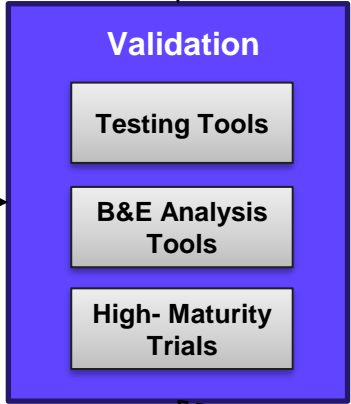 Validation
Testing Tools
B&E Analysis
Tools
High- Maturity
Trials